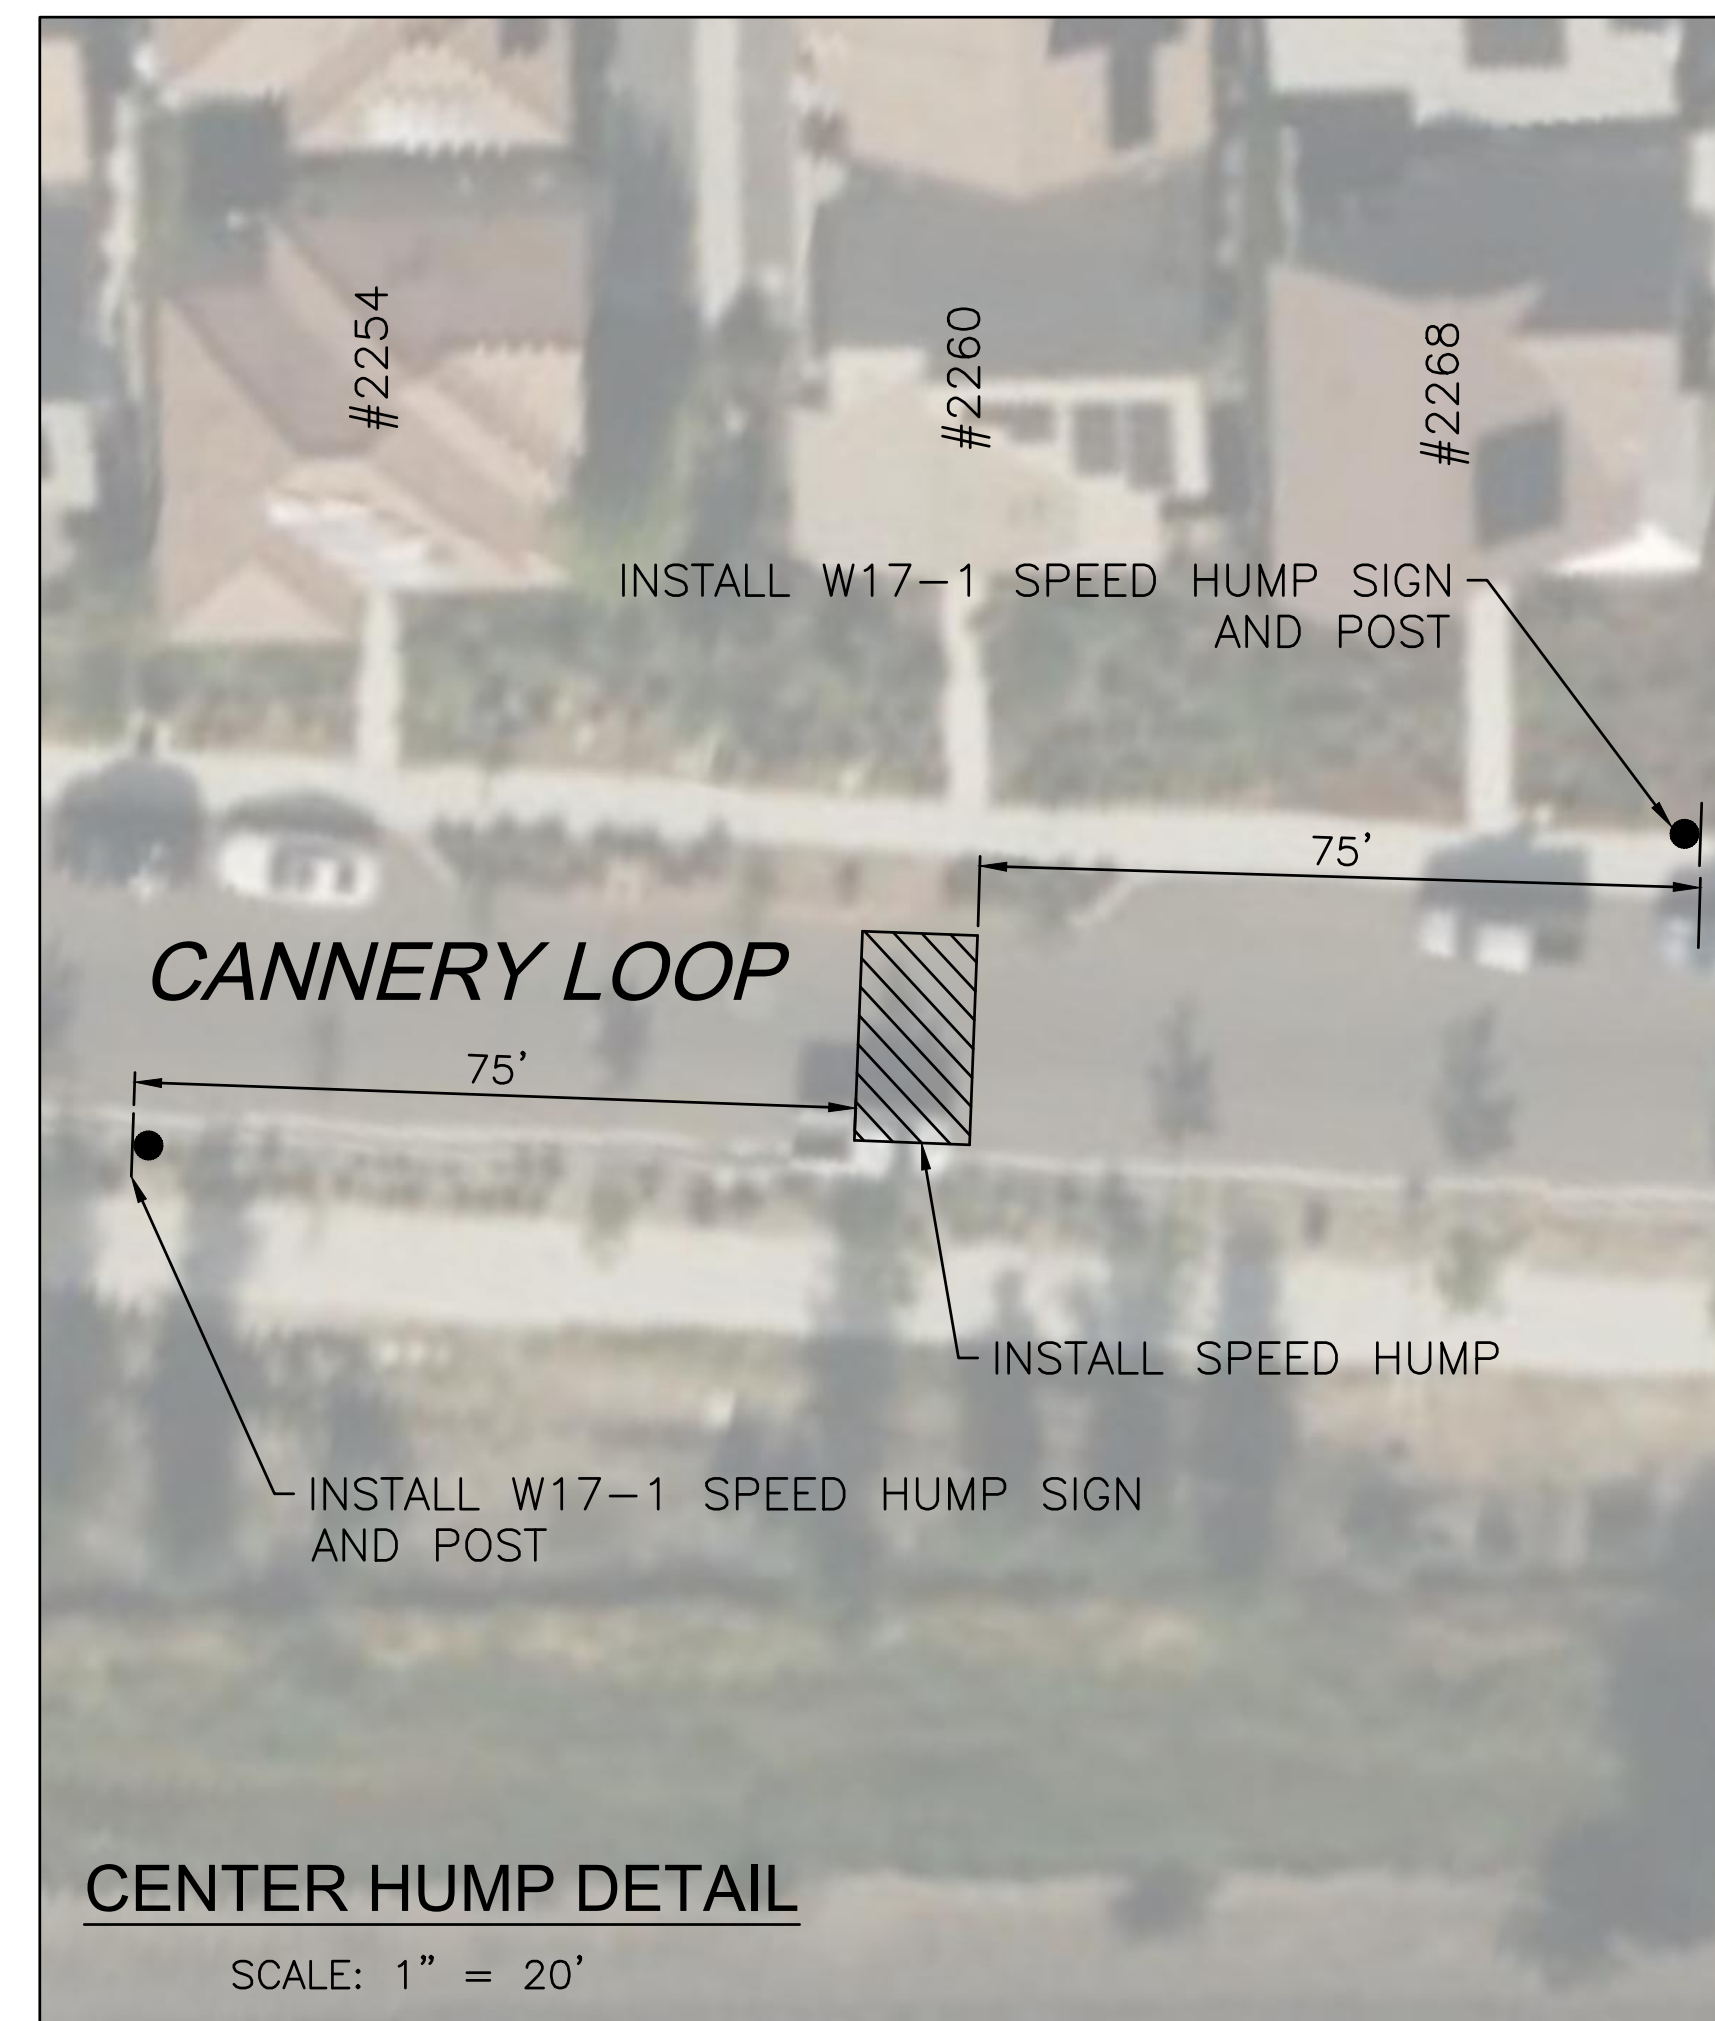 #2254
#2260
#2268
INSTALL W17-1 SPEED HUMP SIGN
AND POST
75'
CANNERY LOOP
75'
INSTALL SPEED HUMP
INSTALL W17-1 SPEED HUMP SIGN
AND POST
CENTER HUMP DETAIL
SCALE: 1" = 20'